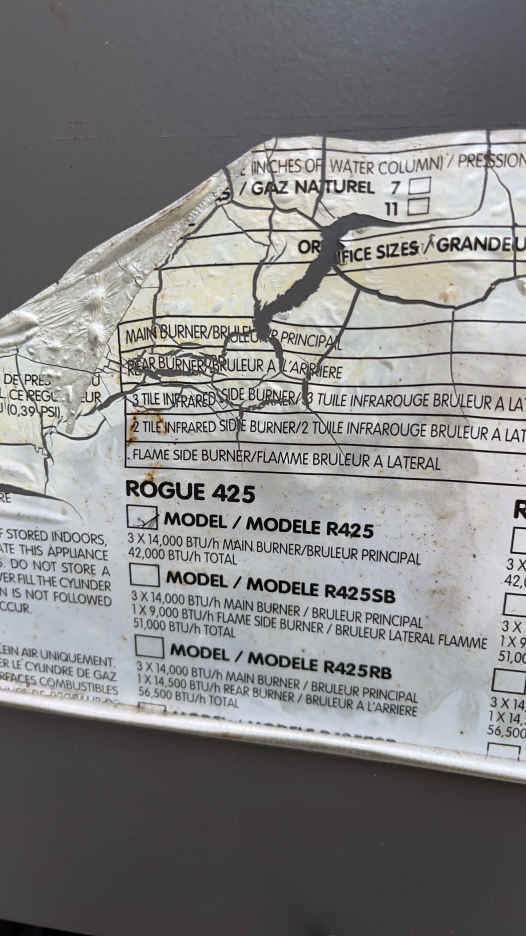 (INCHES OF WATER COLUMN) / PRESSION
/ GAZ NATUREL 7
11
ORIFICE SIZES / GRANDEU
MAIN BURNER/BRULEUR PRINCIPAL
REAR BURNER/BRULEUR A L'ARRIERE
3 TILE INFRARED SIDE BURNER/3 TUILE INFRAROUGE BRULEUR A LAT
2 TILE INFRARED SIDE BURNER/2 TUILE INFRAROUGE BRULEUR A LAT
FLAME SIDE BURNER/FLAMME BRULEUR A LATERAL
DE PRES
(0,39 PSI)
RE
F STORED INDOORS,
ATE THIS APPLIANCE
DO NOT STORE A
VER.FILL THE CYLINDER
N IS NOT FOLLOWED
CCUR.
LEIN AIR UNIQUEMENT.
ER LE CYLINDRE DE GAZ
RFACES COMBUSTIBLES
ROGUE 425
MODEL / MODELE R425
3 X 14,000 BTU/h MAIN BURNER/BRULEUR PRINCIPAL
42,000 BTU/h TOTAL
MODEL / MODELE R425SB
3 X 14,000 BTU/h MAIN BURNER / BRULEUR PRINCIPAL
1 X 9,000 BTU/h FLAME SIDE BURNER / BRULEUR LATERAL FLAMME
51,000 BTU/h TOTAL
MODEL / MODELE R425RB
3 X 14,000 BTU/h MAIN BURNER / BRULEUR PRINCIPAL
1 X 14,500 BTU/h REAR BURNER / BRULEUR A L'ARRIERE
56,500 BTU/h TOTAL
R
3 X
42,0
3 X
1 X 9
51,00
3 X 14
1 X 14,
56,500